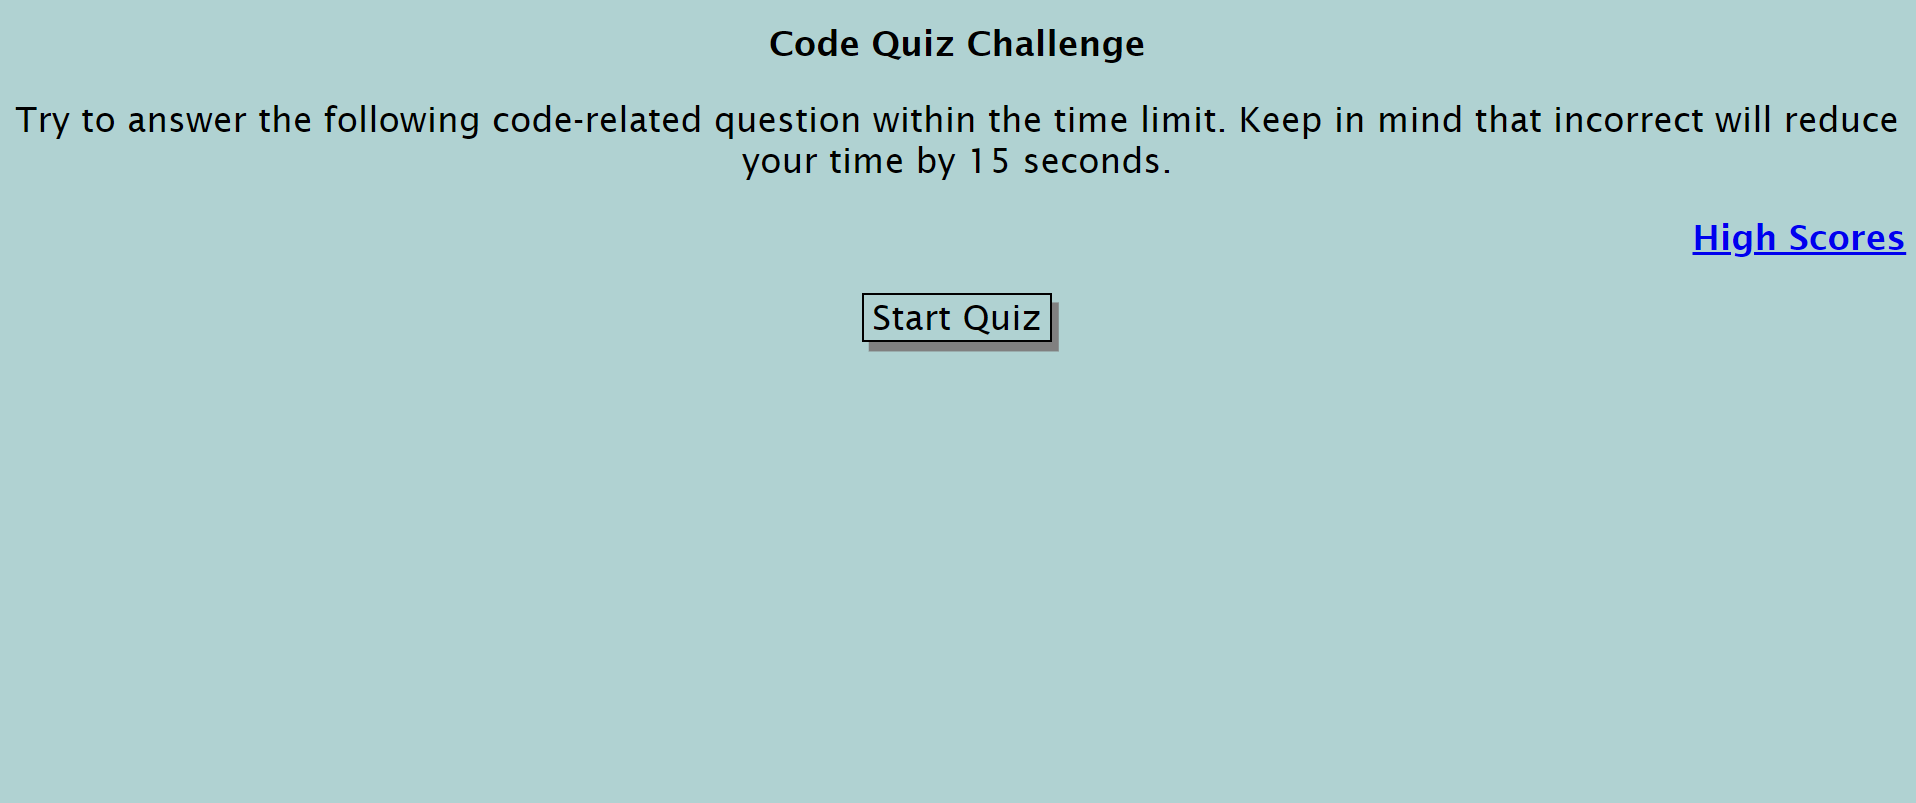 Code Quiz Challenge
Try to answer the following code-related question within the time limit. Keep in mind that incorrect will reduce
your time by 15 seconds.
High Scores
Start Quiz